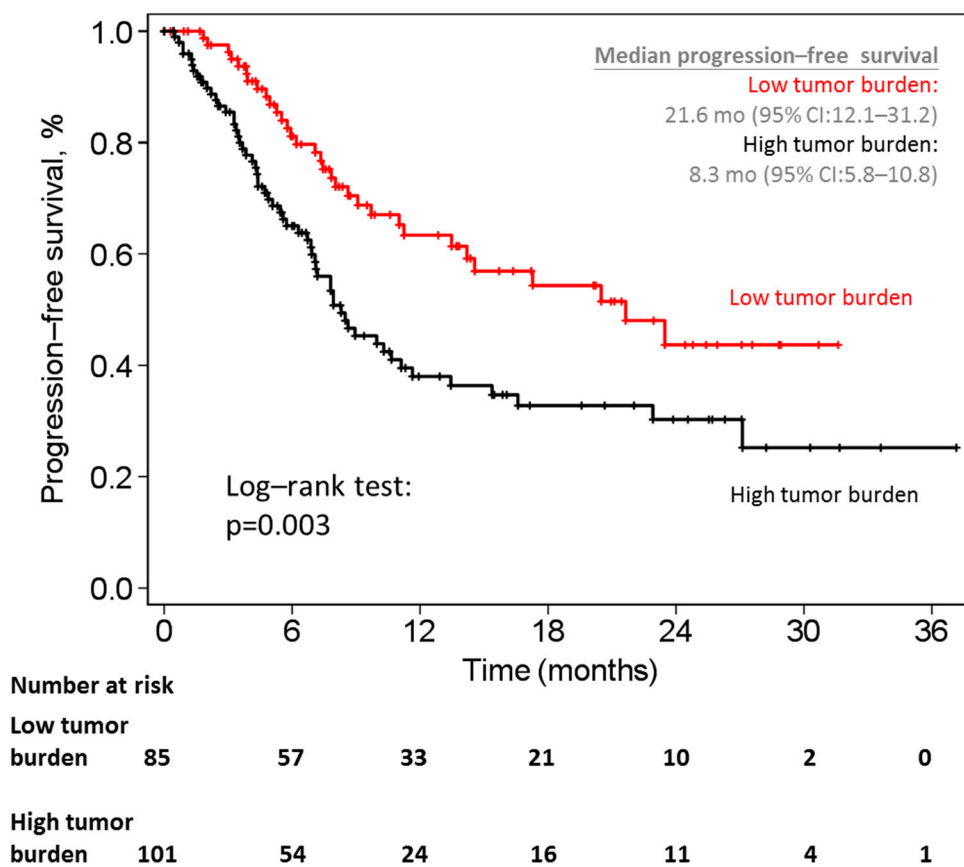 Median progression–free survival
Low tumor burden:
21.6 mo (95% CI:12.1–31.2)
High tumor burden:
8.3 mo (95% CI:5.8–10.8)
Progression–free survival, %
1.0
0.8
0.6
0.4
0.2
0.0
Low tumor burden
High tumor burden
Log–rank test:
p=0.003
0 6 12 18 24 30 36
Time (months)
Number at risk
Low tumor
burden 85 57 33 21 10 2 0
High tumor
burden 101 54 24 16 11 4 1